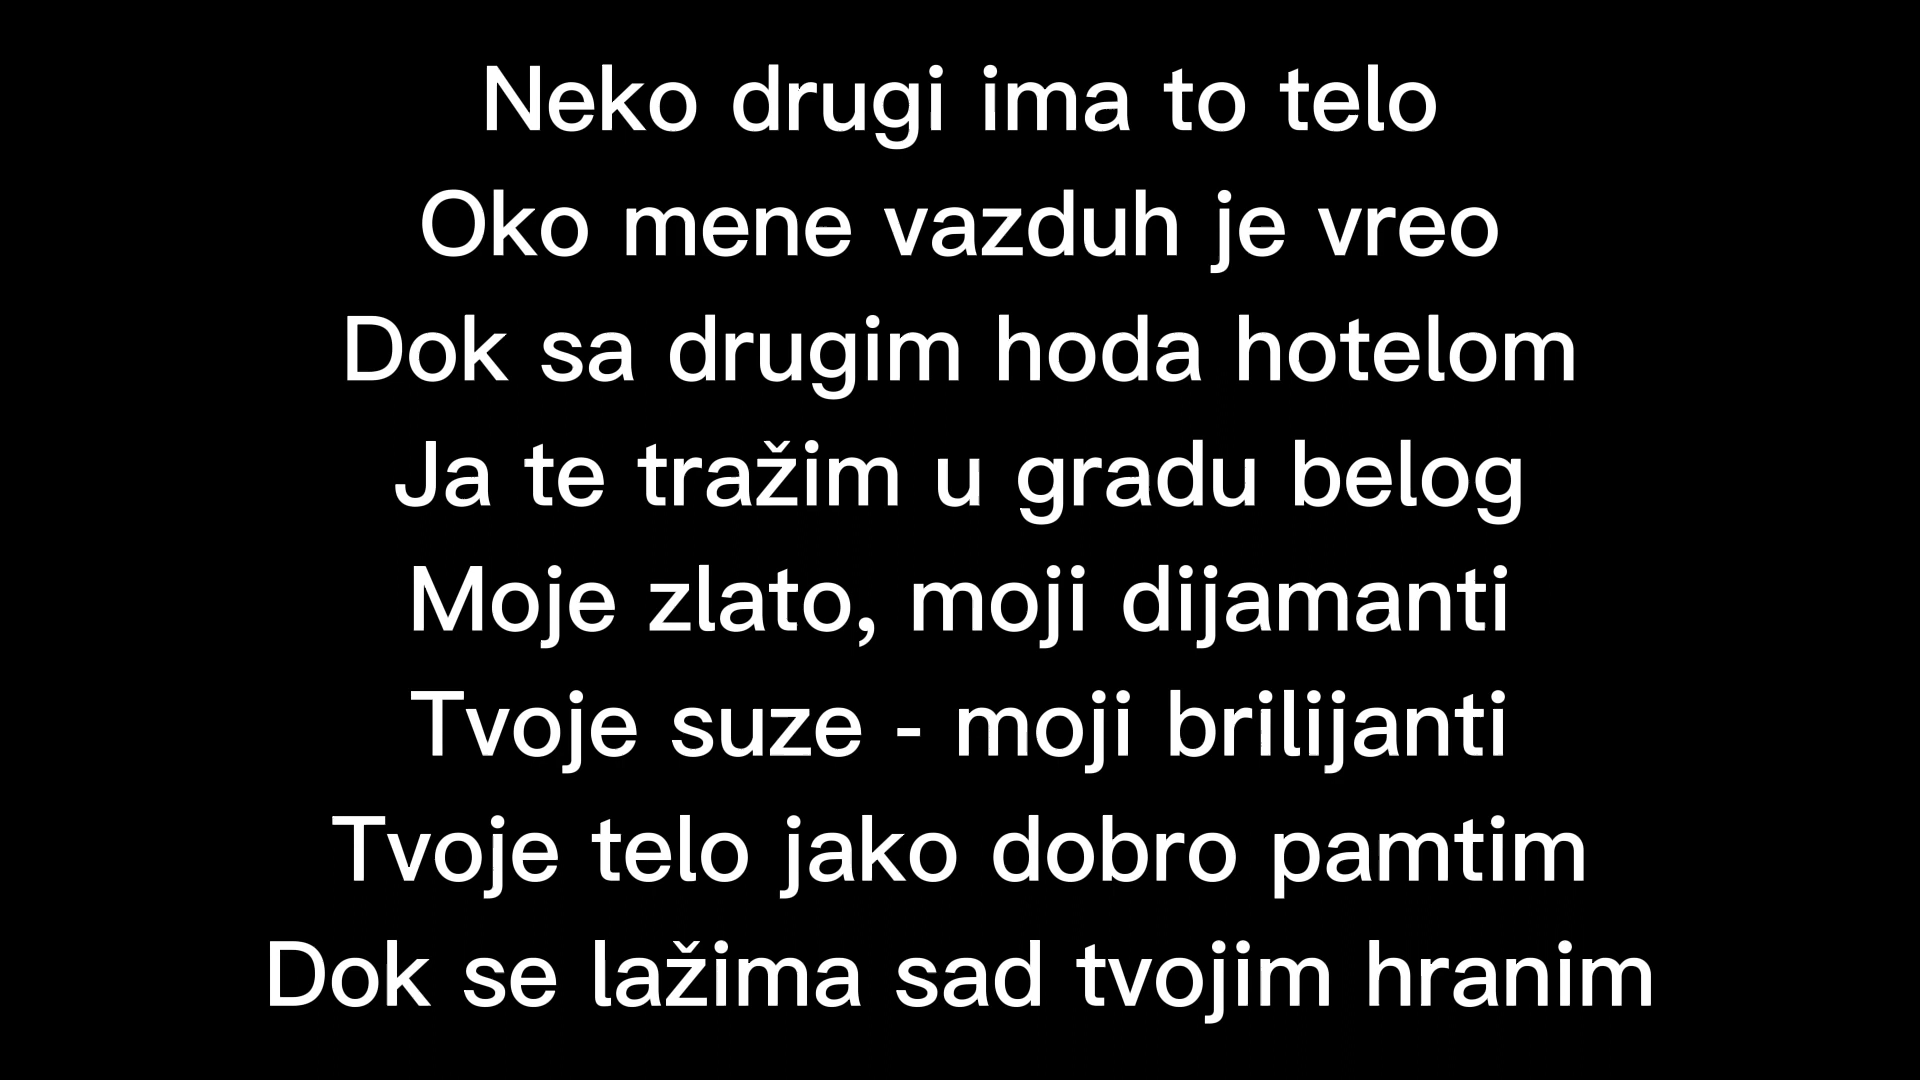 Neko drugi ima to telo
Oko mene vazduh je vreo
Dok sa drugim hoda hotelom
Ja te tražim u gradu belog
Moje zlato, moji dijamanti
Tvoje suze - moji brilijanti
Tvoje telo jako dobro pamtim
Dok se lažima sad tvojim hranim